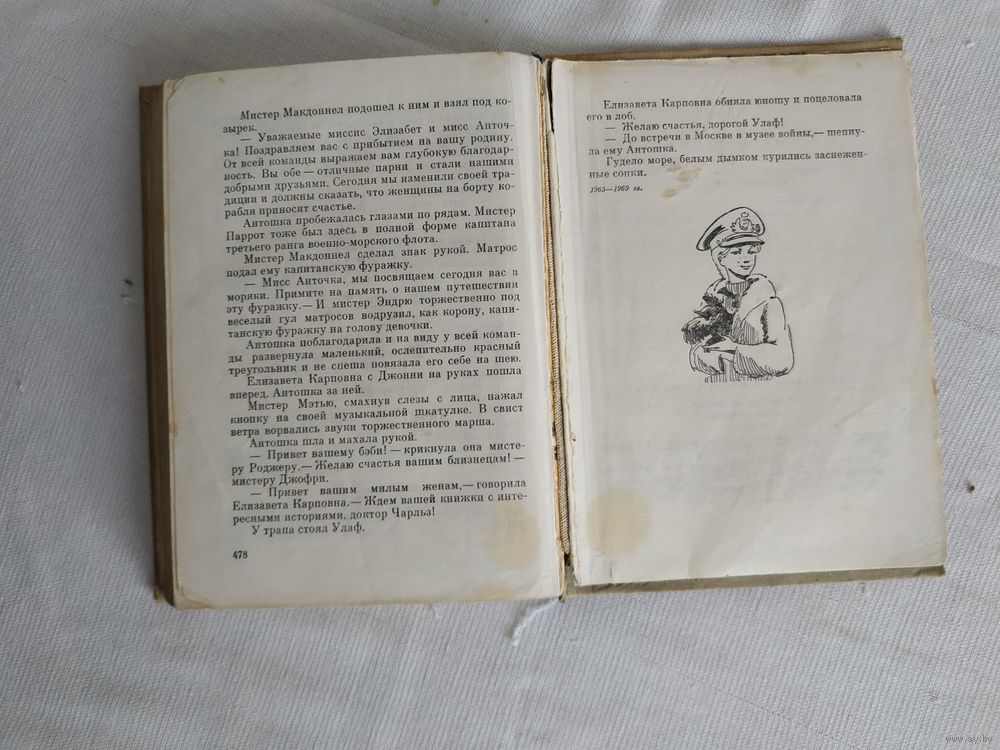 Мистер Макдоннел подошел к ним и взял под ко-
зырек.
— Уважаемые миссис Элизабет и мисс Анточ-
ка! Поздравляем вас с прибытием на вашу родину.
От всей команды выражаем вам глубокую благодар-
ность. Вы обе — отличные парни и стали нашими
добрыми друзьями. Сегодня мы изменили своей тра-
диции и должны сказать, что женщины на борту ко-
рабля приносят счастье.
Антошка пробежалась глазами по рядам. Мистер
Паррот тоже был здесь в полной форме капитана
третьего ранга военно-морского флота.
Мистер Макдоннел сделал знак рукой. Матрос
подал ему капитанскую фуражку.
— Мисс Анточка, мы посвящаем сегодня вас в
моряки. Примите на память о нашем путешествии
эту фуражку.— И мистер Эндрю торжественно под
веселый гул матросов водрузил, как корону, капи-
танскую фуражку на голову девочки.
Антошка поблагодарила и на виду у всей коман-
ды развернула маленький, ослепительно красный
треугольник и не спеша повязала его себе на шею.
Елизавета Карповна с Джонни на руках пошла
вперед, Антошка за ней.
Мистер Мэтью, смахнув слезы с лица, нажал
кнопку на своей музыкальной шкатулке. В свист
ветра ворвались звуки торжественного марша.
Антошка шла и махала рукой.
— Привет вашему бэби! — крикнула она мисте-
ру Роджеру.— Желаю счастья вашим близнецам! —
мистеру Джофри.
— Привет вашим милым женам,— говорила
Елизавета Карповна.— Ждем вашей книжки с инте-
ресными историями, доктор Чарльз!
У трапа стоял Улаф.
478
Елизавета Карповна обняла юношу и поцеловала
его в лоб.
— Желаю счастья, дорогой Улаф!
— До встречи в Москве в музее войны,— шепну-
ла ему Антошка.
Гудело море, белым дымком курились заснежен-
ные сопки.
1965—1969 гг.
www.ay.by